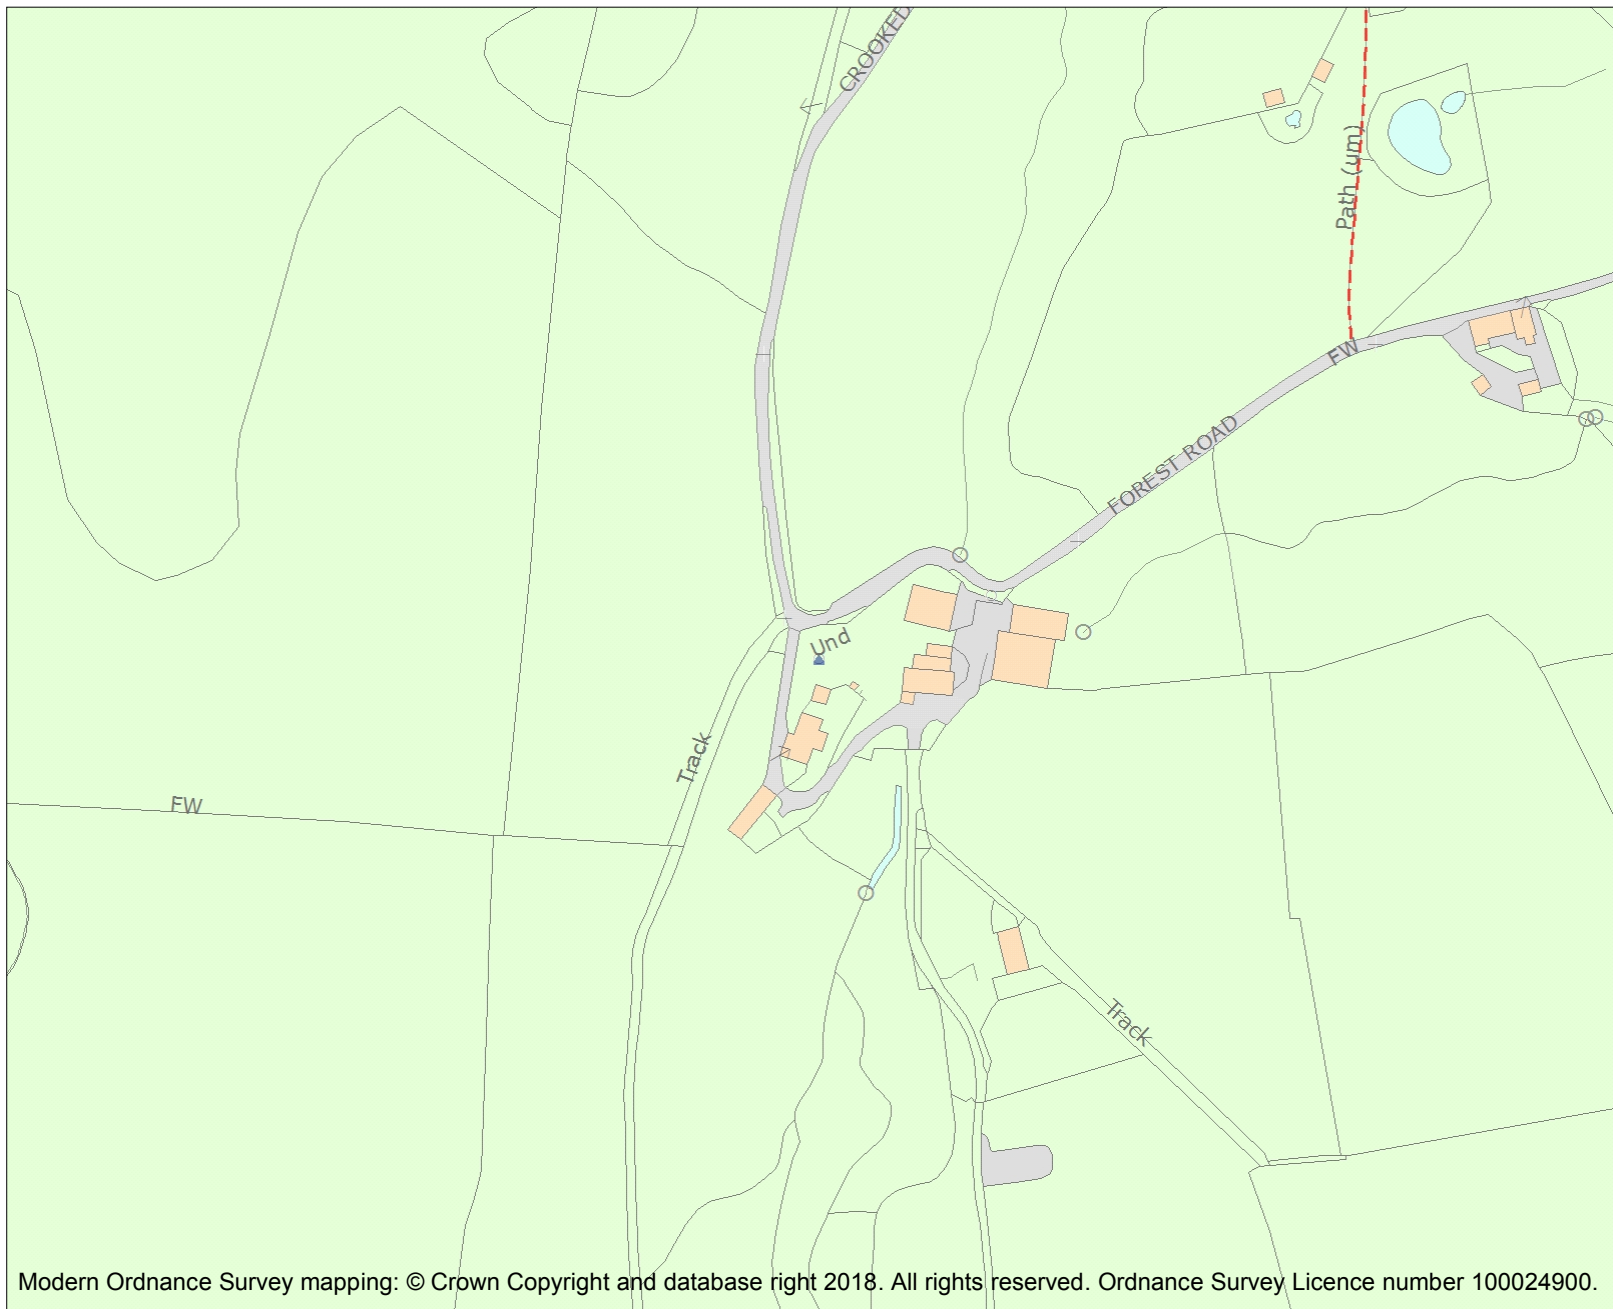 CROOKED
Path (um)
FW
FOREST ROAD
Und
Track
FW
Track
Modern Ordnance Survey mapping: © Crown Copyright and database right 2018. All rights reserved. Ordnance Survey Licence number 100024900.